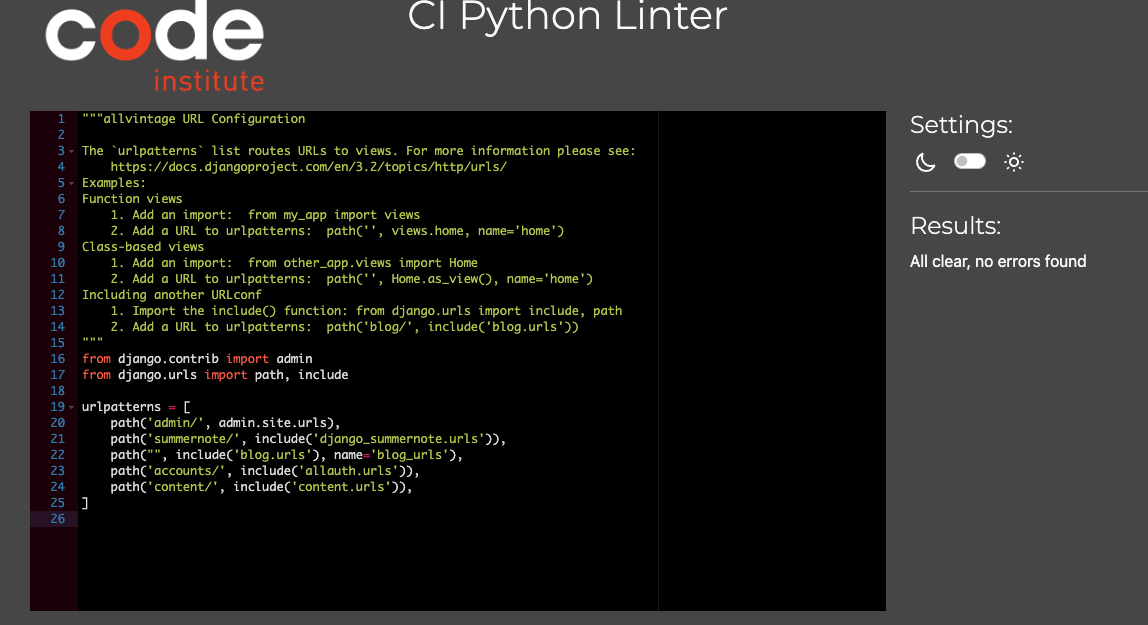 code
institute
CI Python Linter
1 """allvintage URL Configuration
2
3 The `urlpatterns` list routes URLs to views. For more information please see:
4     https://docs.djangoproject.com/en/3.2/topics/http/urls/
5 Examples:
6 Function views
7     1. Add an import:  from my_app import views
8     2. Add a URL to urlpatterns:  path('', views.home, name='home')
9 Class-based views
10     1. Add an import:  from other_app.views import Home
11     2. Add a URL to urlpatterns:  path('', Home.as_view(), name='home')
12 Including another URLconf
13     1. Import the include() function: from django.urls import include, path
14     2. Add a URL to urlpatterns:  path('blog/', include('blog.urls'))
15 """
16 from django.contrib import admin
17 from django.urls import path, include
18
19 urlpatterns = [
20     path('admin/', admin.site.urls),
21     path('summernote/', include('django_summernote.urls')),
22     path("", include('blog.urls'), name='blog_urls'),
23     path('accounts/', include('allauth.urls')),
24     path('content/', include('content.urls')),
25 ]
26
Settings:
Results:
All clear, no errors found